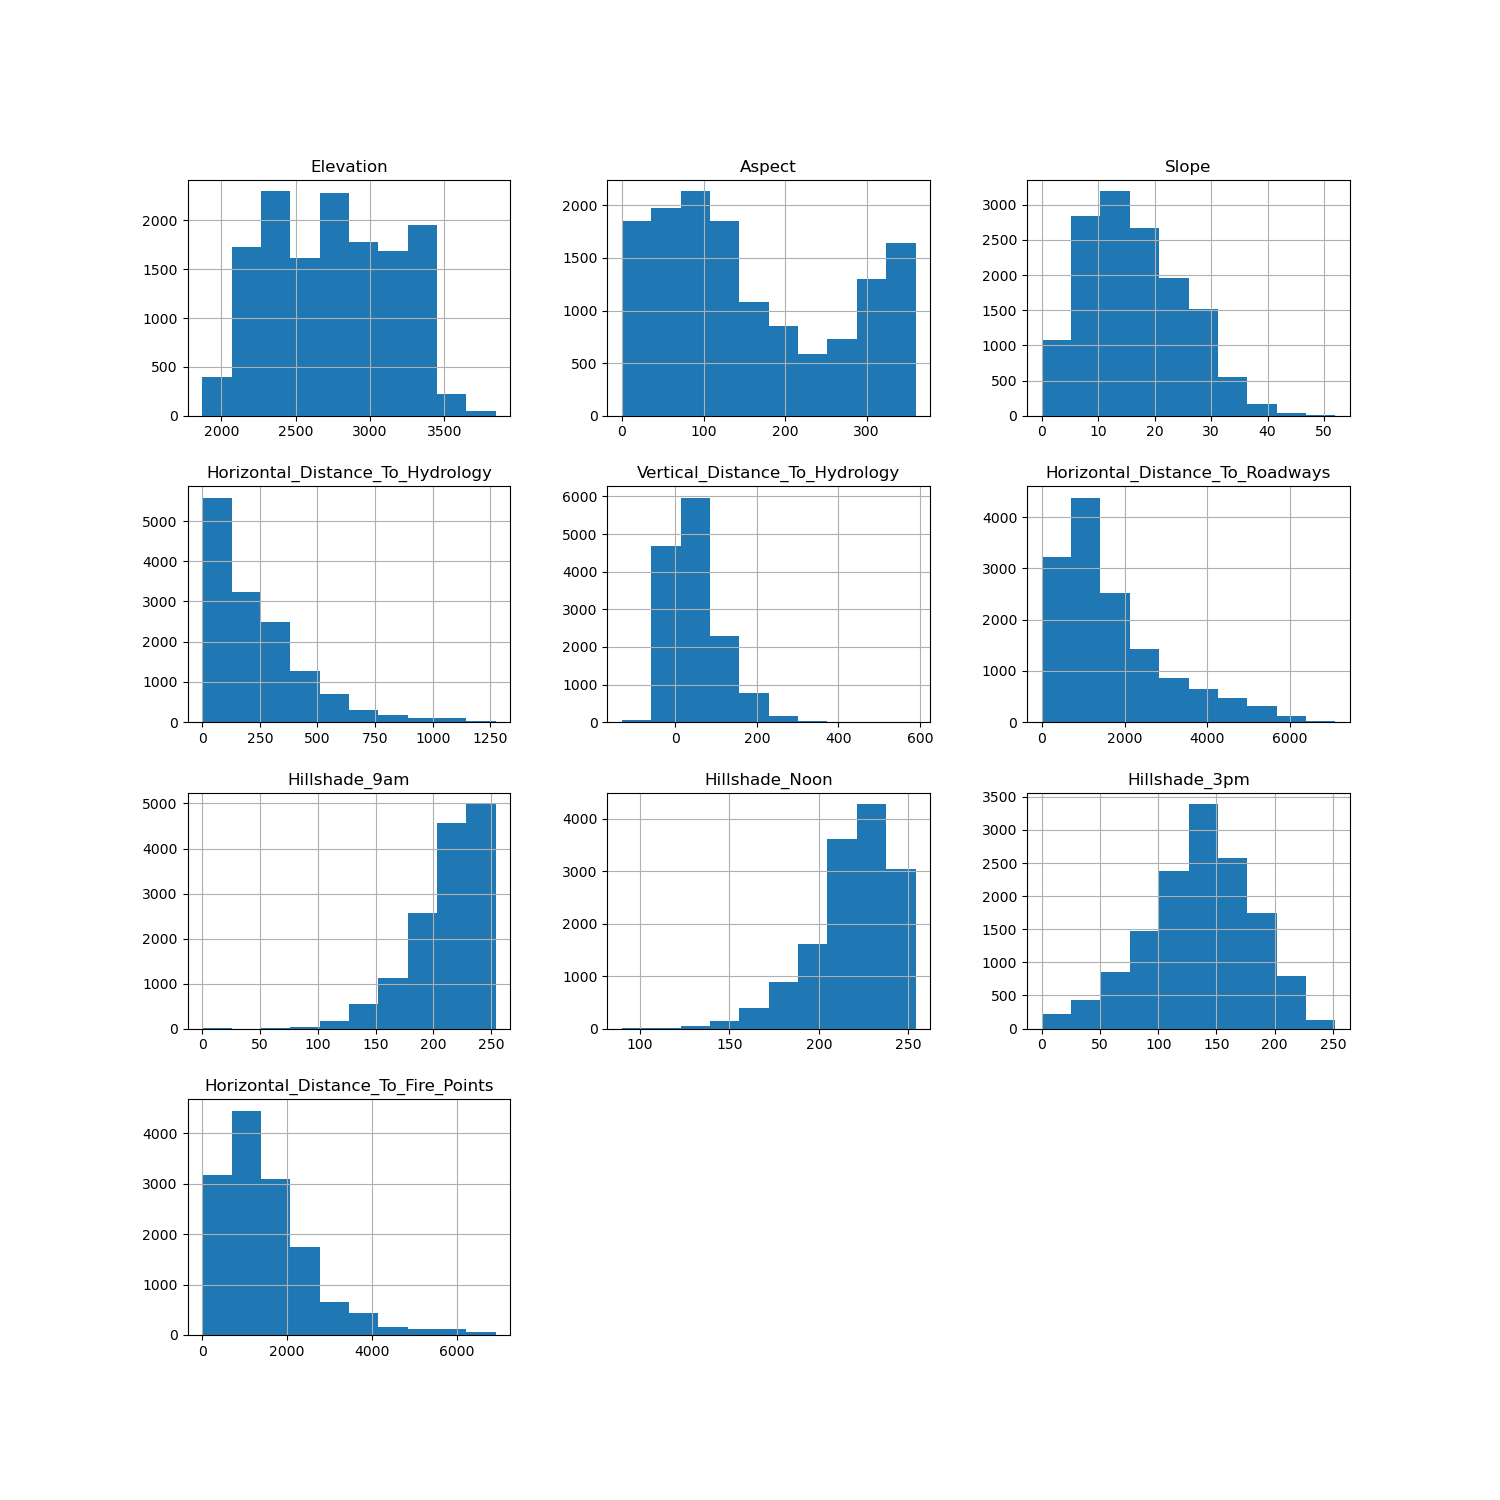 Elevation
2000
1500
1000
500
0
2000 2500 3000 3500
Aspect
2000
1500
1000
500
0
0 100 200 300
Slope
3000
2500
2000
1500
1000
500
0
0 10 20 30 40 50
Horizontal_Distance_To_Hydrology
5000
4000
3000
2000
1000
0
0 250 500 750 1000 1250
Vertical_Distance_To_Hydrology
6000
5000
4000
3000
2000
1000
0
0 200 400 600
Horizontal_Distance_To_Roadways
4000
3000
2000
1000
0
0 2000 4000 6000
Hillshade_9am
5000
4000
3000
2000
1000
0
0 50 100 150 200 250
Hillshade_Noon
4000
3000
2000
1000
0
100 150 200 250
Hillshade_3pm
3500
3000
2500
2000
1500
1000
500
0
0 50 100 150 200 250
Horizontal_Distance_To_Fire_Points
4000
3000
2000
1000
0
0 2000 4000 6000